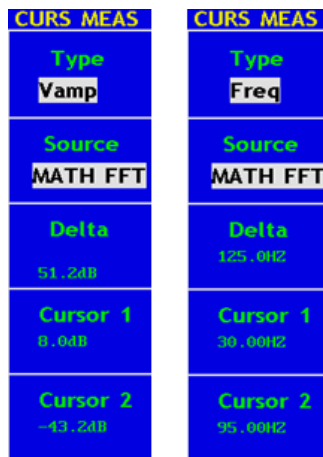 CURS MEAS
Type
Vamp
Source
MATH FFT
Delta
51.2dB
Cursor 1
8.0dB
Cursor 2
-43.2dB
CURS MEAS
Type
Freq
Source
MATH FFT
Delta
125.0HZ
Cursor 1
30.00HZ
Cursor 2
95.00HZ